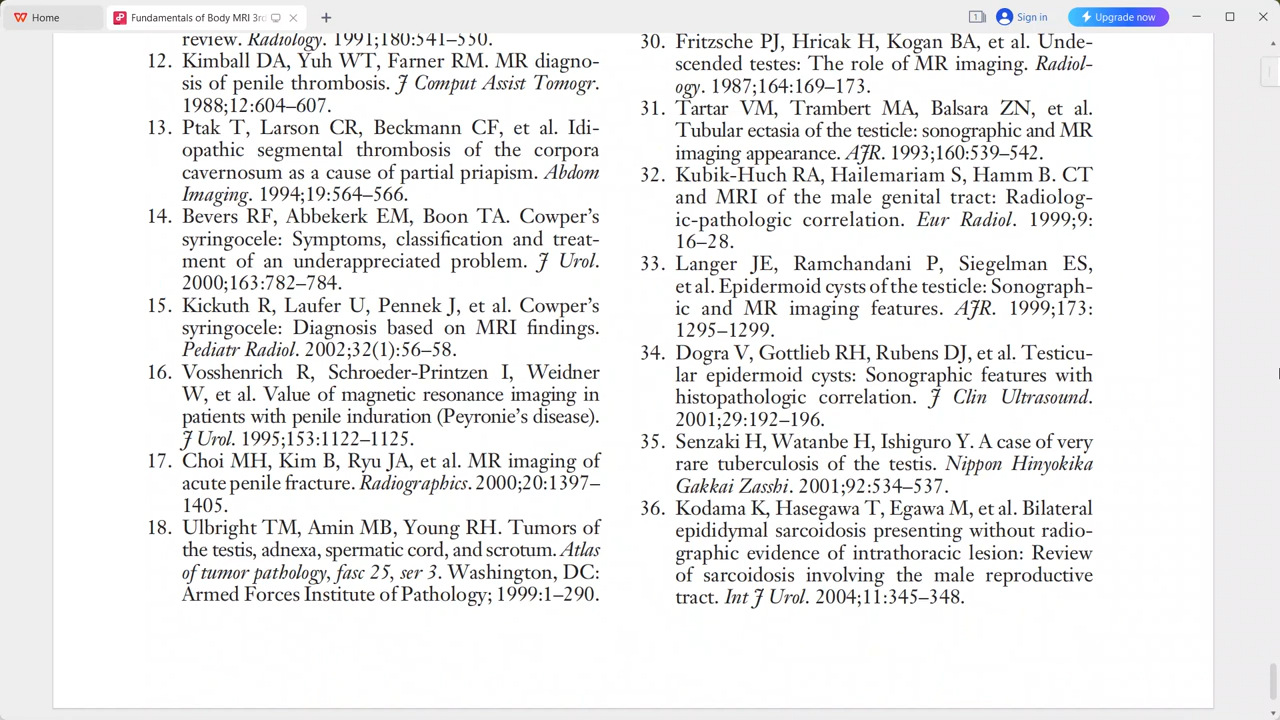 Home
Fundamentals of Body MRI 3rd
1
Sign in
Upgrade now
review. Radiology. 1991;180:541–550.
12. Kimball DA, Yuh WT, Farner RM. MR diagno-
sis of penile thrombosis. J Comput Assist Tomogr.
1988;12:604–607.
13. Ptak T, Larson CR, Beckmann CF, et al. Idi-
opathic segmental thrombosis of the corpora
cavernosum as a cause of partial priapism. Abdom
Imaging. 1994;19:564–566.
14. Bevers RF, Abbekerk EM, Boon TA. Cowper's
syringocele: Symptoms, classification and treat-
ment of an underappreciated problem. J Urol.
2000;163:782–784.
15. Kickuth R, Laufer U, Pennek J, et al. Cowper's
syringocele: Diagnosis based on MRI findings.
Pediatr Radiol. 2002;32(1):56–58.
16. Vosshenrich R, Schroeder-Printzen I, Weidner
W, et al. Value of magnetic resonance imaging in
patients with penile induration (Peyronie's disease).
J Urol. 1995;153:1122–1125.
17. Choi MH, Kim B, Ryu JA, et al. MR imaging of
acute penile fracture. Radiographics. 2000;20:1397–
1405.
18. Ulbright TM, Amin MB, Young RH. Tumors of
the testis, adnexa, spermatic cord, and scrotum. Atlas
of tumor pathology, fasc 25, ser 3. Washington, DC:
Armed Forces Institute of Pathology; 1999:1–290.
30. Fritzsche PJ, Hricak H, Kogan BA, et al. Unde-
scended testes: The role of MR imaging. Radiol-
ogy. 1987;164:169–173.
31. Tartar VM, Trambert MA, Balsara ZN, et al.
Tubular ectasia of the testicle: sonographic and MR
imaging appearance. AJR. 1993;160:539–542.
32. Kubik-Huch RA, Hailemariam S, Hamm B. CT
and MRI of the male genital tract: Radiolog-
ic-pathologic correlation. Eur Radiol. 1999;9:
16–28.
33. Langer JE, Ramchandani P, Siegelman ES,
et al. Epidermoid cysts of the testicle: Sonograph-
ic and MR imaging features. AJR. 1999;173:
1295–1299.
34. Dogra V, Gottlieb RH, Rubens DJ, et al. Testicu-
lar epidermoid cysts: Sonographic features with
histopathologic correlation. J Clin Ultrasound.
2001;29:192–196.
35. Senzaki H, Watanbe H, Ishiguro Y. A case of very
rare tuberculosis of the testis. Nippon Hinyokika
Gakkai Zasshi. 2001;92:534–537.
36. Kodama K, Hasegawa T, Egawa M, et al. Bilateral
epididymal sarcoidosis presenting without radio-
graphic evidence of intrathoracic lesion: Review
of sarcoidosis involving the male reproductive
tract. Int J Urol. 2004;11:345–348.